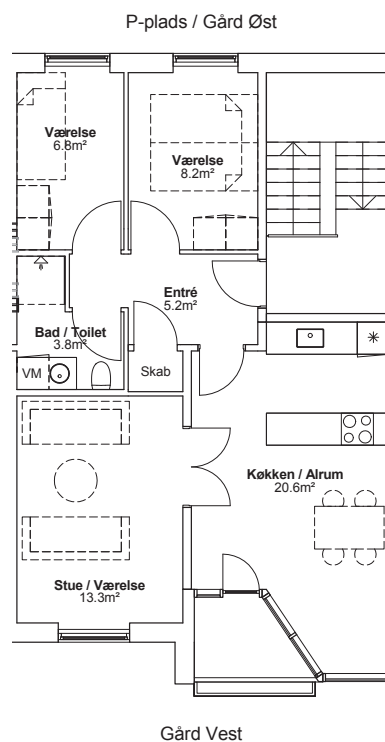 P-plads / Gård Øst
Værelse
6.8m²
Værelse
8.2m²
Entré
5.2m²
Bad / Toilet
3.8m²
VM
Skab
Køkken / Alrum
20.6m²
Stue / Værelse
13.3m²
Gård Vest